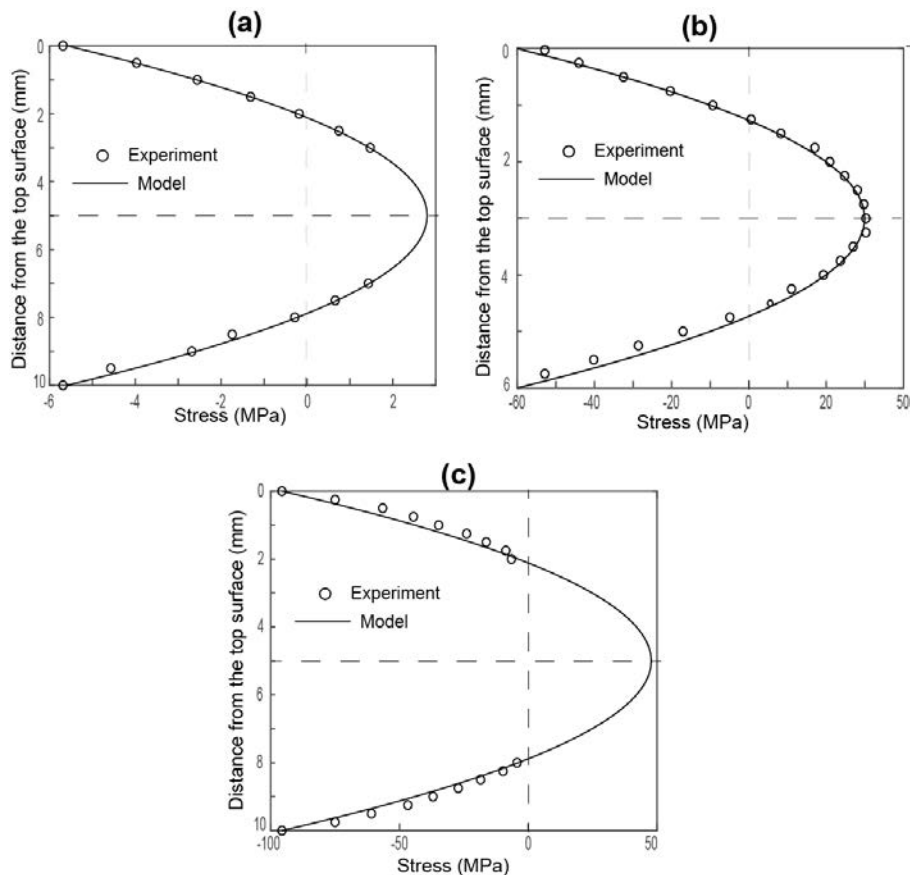 (a)
Distance from the top surface (mm)
0
2
4
6
8
10
Experiment
Model
-6
-4
-2
0
2
Stress (MPa)
(b)
Distance from the top surface (mm)
0
2
4
6
Experiment
Model
-60
-40
-20
0
20
50
Stress (MPa)
(c)
Distance from the top surface (mm)
0
2
4
6
8
10
Experiment
Model
-100
-50
0
50
Stress (MPa)